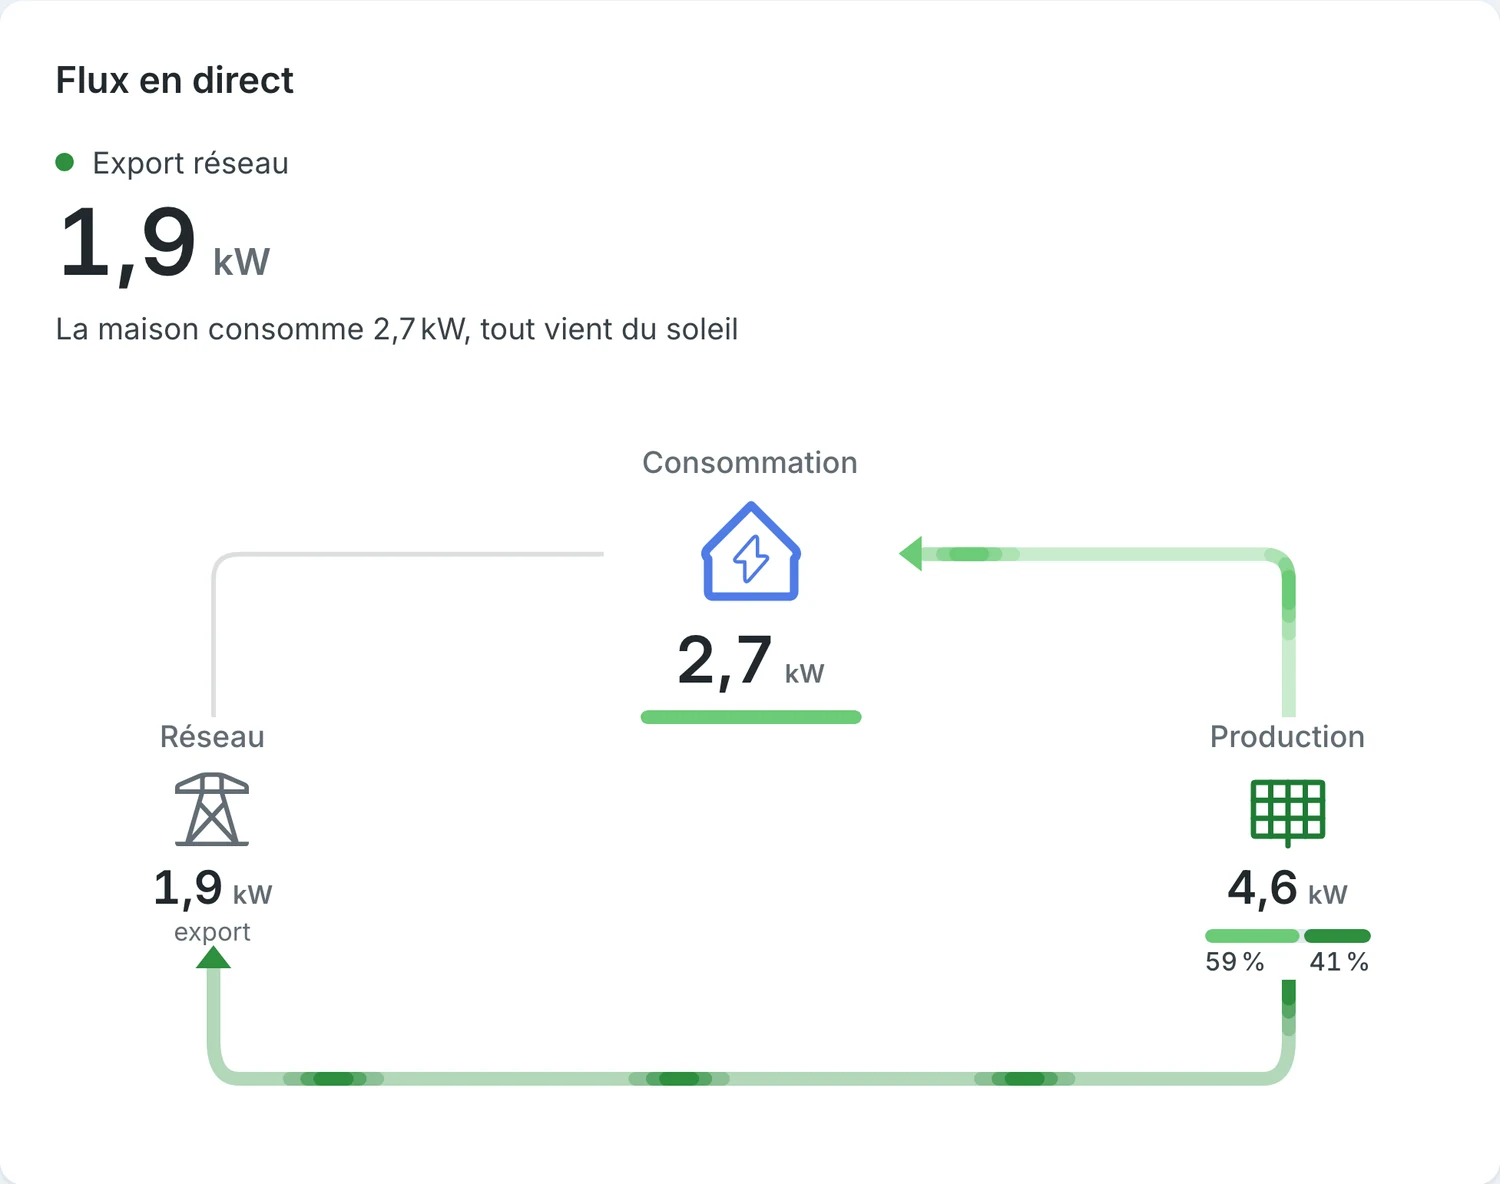 Flux en direct
Export réseau
1,9 kW
La maison consomme 2,7 kW, tout vient du soleil
Consommation
2,7 kW
Réseau
1,9 kW
export
Production
4,6 kW
59 % 41 %